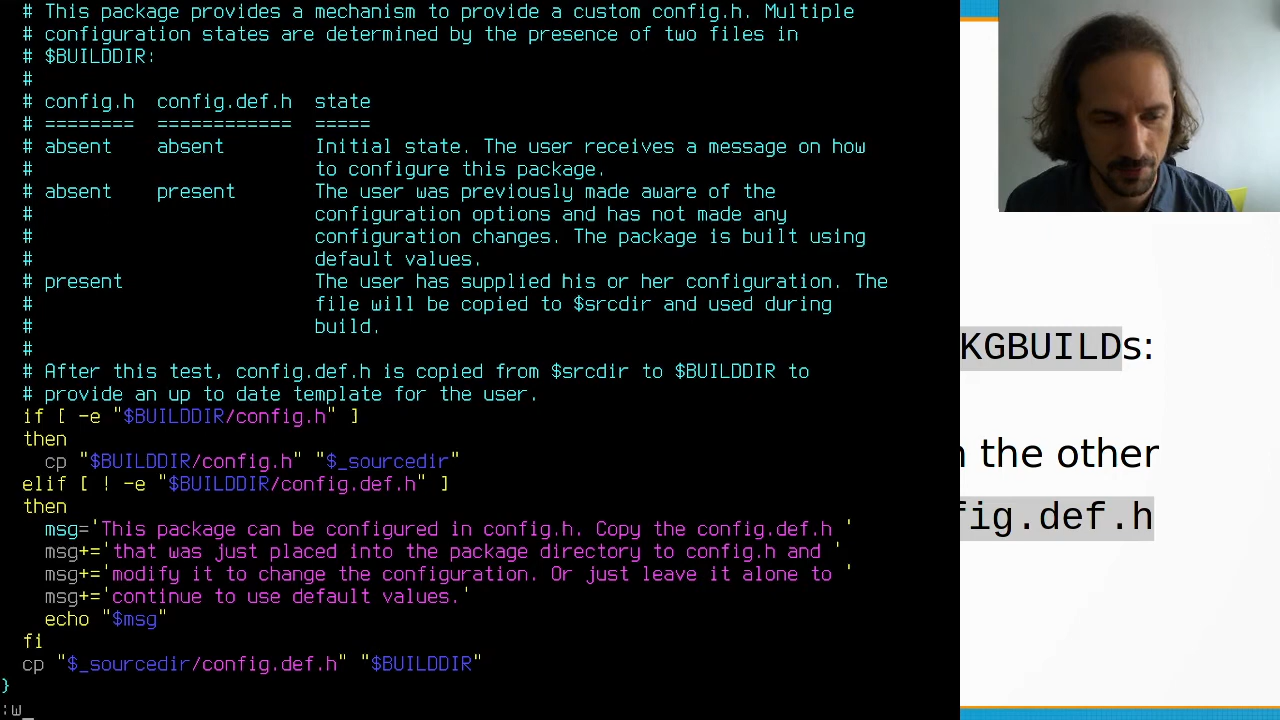 # This package provides a mechanism to provide a custom config.h. Multiple
# configuration states are determined by the presence of two files in
# $BUILDDIR:
#
# config.h  config.def.h  state
# ========  ============  =====
# absent    absent        Initial state. The user receives a message on how
#                         to configure this package.
# absent    present       The user was previously made aware of the
#                         configuration options and has not made any
#                         configuration changes. The package is built using
#                         default values.
# present                 The user has supplied his or her configuration. The
#                         file will be copied to $srcdir and used during
#                         build.
#
# After this test, config.def.h is copied from $srcdir to $BUILDDIR to
# provide an up to date template for the user.
if [ -e "$BUILDDIR/config.h" ]
then
  cp "$BUILDDIR/config.h" "$_sourcedir"
elif [ ! -e "$BUILDDIR/config.def.h" ]
then
  msg='This package can be configured in config.h. Copy the config.def.h '
  msg+='that was just placed into the package directory to config.h and '
  msg+='modify it to change the configuration. Or just leave it alone to '
  msg+='continue to use default values.'
  echo "$msg"
fi
cp "$_sourcedir/config.def.h" "$BUILDDIR"
}
:w
KGBUILDs:
n the other
fig.def.h